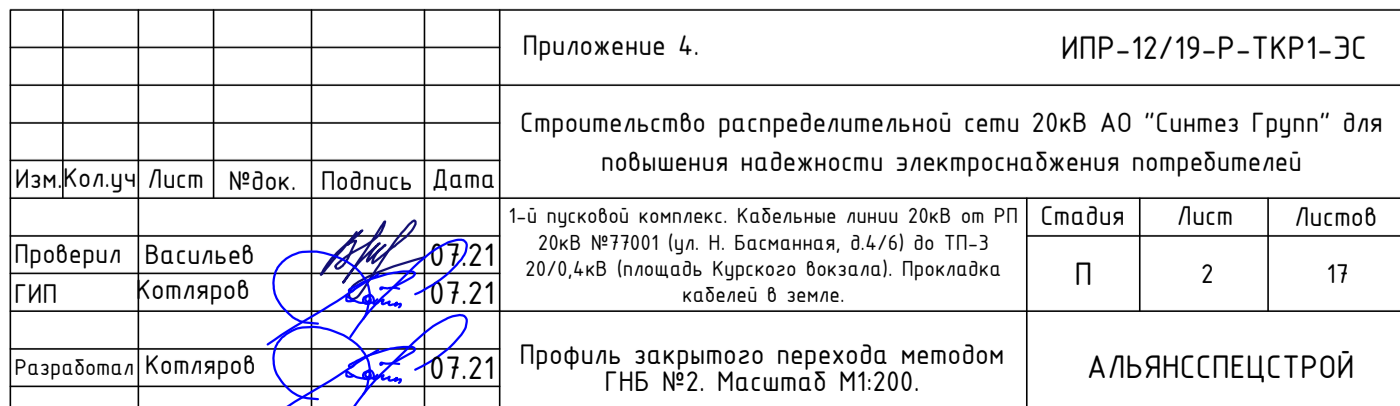 Приложение 4. ИПР-12/19-Р-ТКР1-ЭС
Строительство распределительной сети 20кВ АО "Синтез Групп" для
повышения надежности электроснабжения потребителей
Изм. Кол.уч Лист №док. Подпись Дата
1-й пусковой комплекс. Кабельные линии 20кВ от РП
20кВ №77001 (ул. Н. Басманная, д.4/6) до ТП-3
20/0,4кВ (площадь Курского вокзала). Прокладка
кабелей в земле.
Стадия Лист Листов
П 2 17
Проверил Васильев 07.21
ГИП Котляров 07.21
Разработал Котляров 07.21
Профиль закрытого перехода методом
ГНБ №2. Масштаб М1:200.
АЛЬЯНССПЕЦСТРОЙ